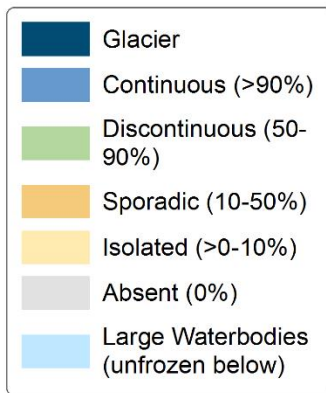 Glacier
Continuous (>90%)
Discontinuous (50-
90%)
Sporadic (10-50%)
Isolated (>0-10%)
Absent (0%)
Large Waterbodies
(unfrozen below)